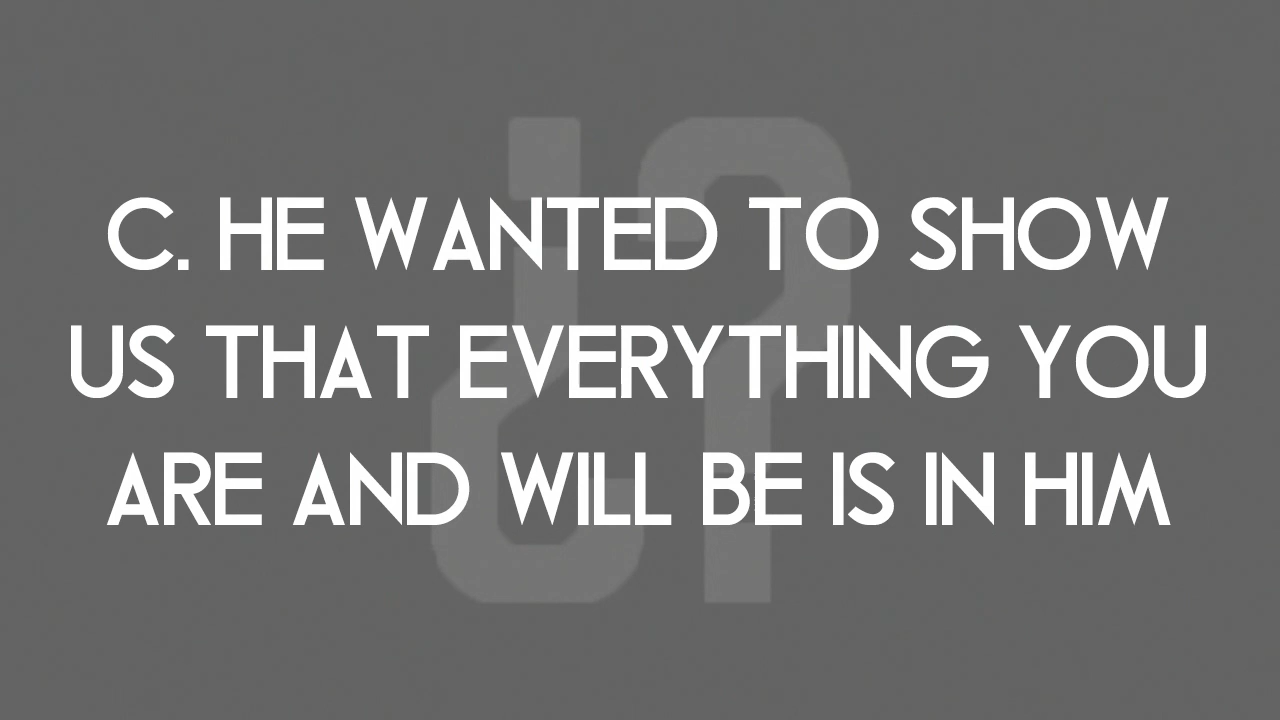 C. HE WANTED TO SHOW
US THAT EVERYTHING YOU
ARE AND WILL BE IS IN HIM